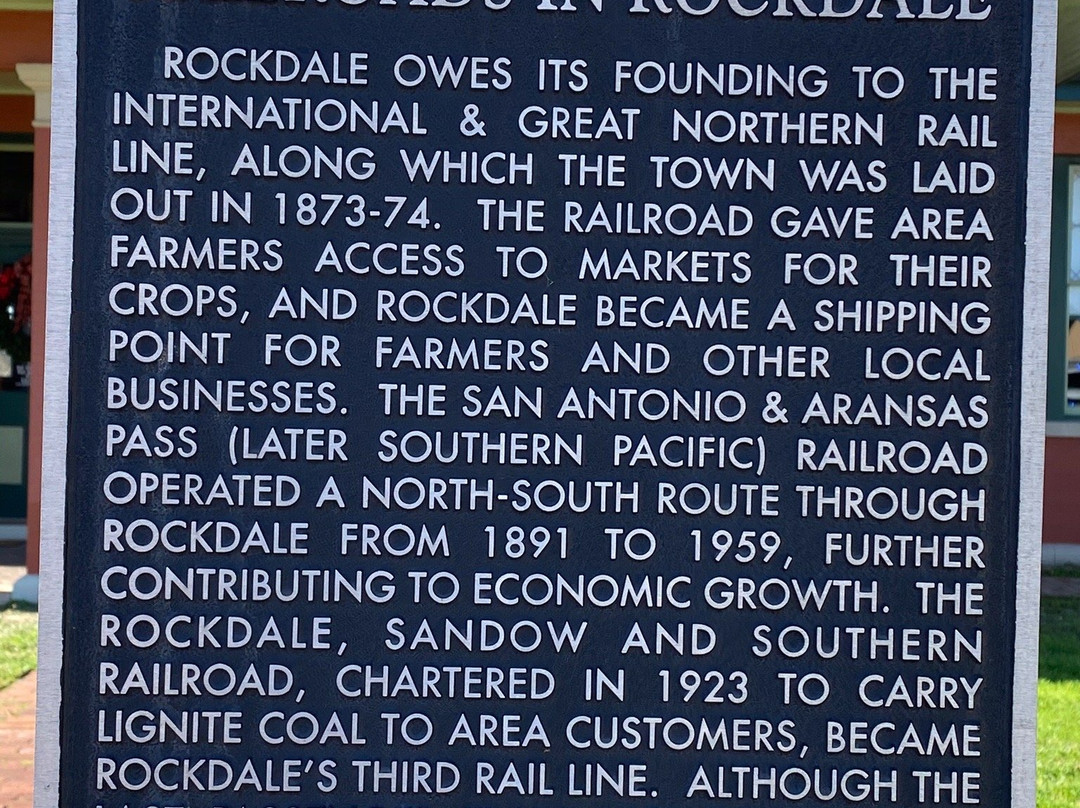 IN ROCKDALE
ROCKDALE OWES ITS FOUNDING TO THE
INTERNATIONAL & GREAT NORTHERN RAIL
LINE, ALONG WHICH THE TOWN WAS LAID
OUT IN 1873-74. THE RAILROAD GAVE AREA
FARMERS ACCESS TO MARKETS FOR THEIR
CROPS, AND ROCKDALE BECAME A SHIPPING
POINT FOR FARMERS AND OTHER LOCAL
BUSINESSES. THE SAN ANTONIO & ARANSAS
PASS (LATER SOUTHERN PACIFIC) RAILROAD
OPERATED A NORTH-SOUTH ROUTE THROUGH
ROCKDALE FROM 1891 TO 1959, FURTHER
CONTRIBUTING TO ECONOMIC GROWTH. THE
ROCKDALE, SANDOW AND SOUTHERN
RAILROAD, CHARTERED IN 1923 TO CARRY
LIGNITE COAL TO AREA CUSTOMERS, BECAME
ROCKDALE'S THIRD RAIL LINE. ALTHOUGH THE